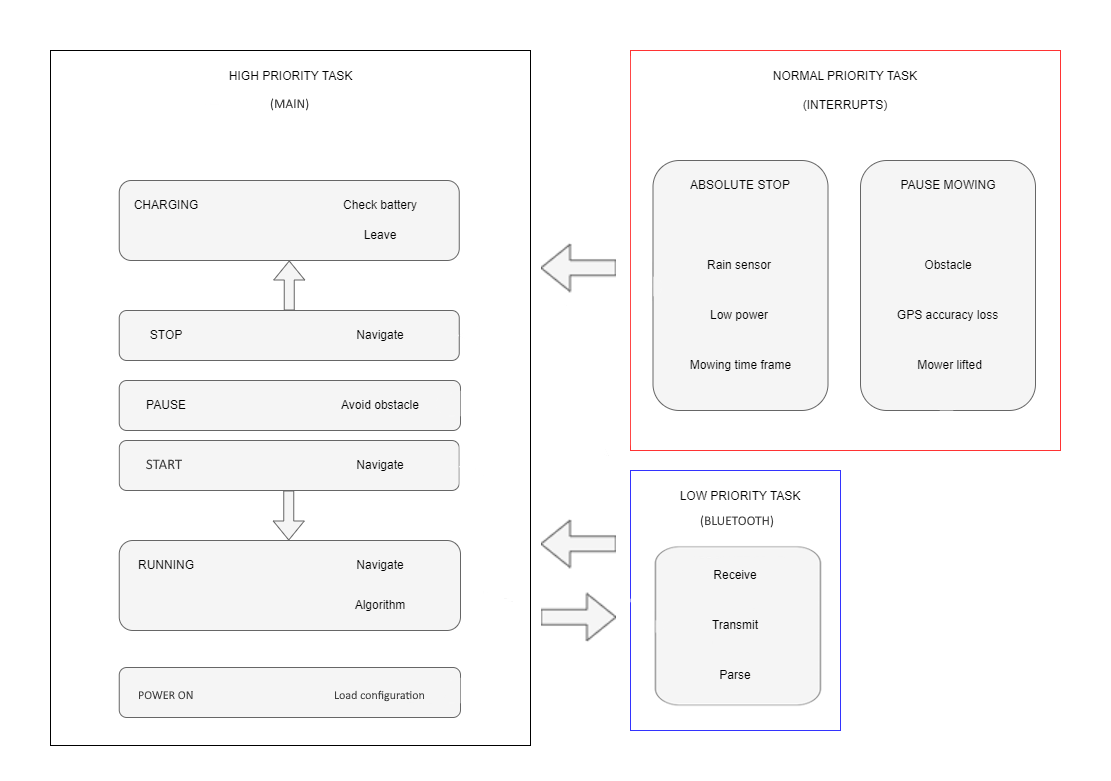 HIGH PRIORITY TASK
(MAIN)
CHARGING
Check battery
Leave
STOP
Navigate
PAUSE
Avoid obstacle
START
Navigate
RUNNING
Navigate
Algorithm
POWER ON
Load configuration
NORMAL PRIORITY TASK
(INTERRUPTS)
ABSOLUTE STOP
Rain sensor
Low power
Mowing time frame
PAUSE MOWING
Obstacle
GPS accuracy loss
Mower lifted
LOW PRIORITY TASK
(BLUETOOTH)
Receive
Transmit
Parse